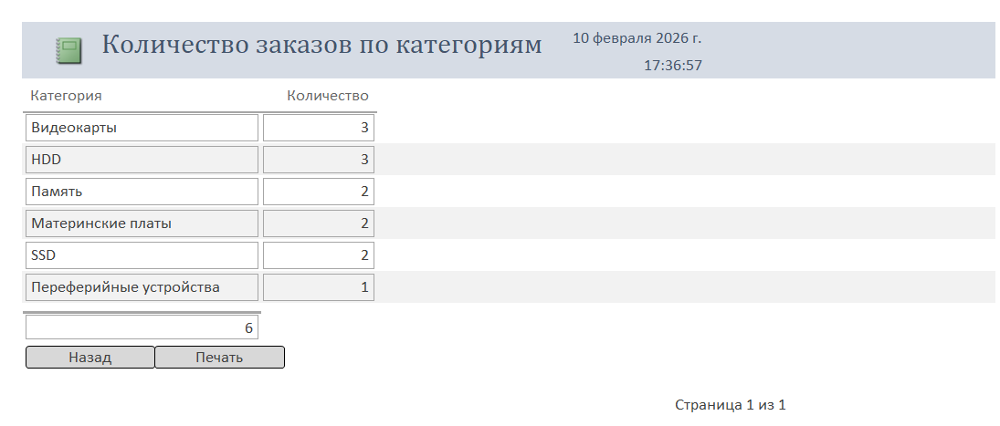 Количество заказов по категориям
10 февраля 2026 г.
17:36:57
Категория Количество
Видеокарты 3
HDD 3
Память 2
Материнские платы 2
SSD 2
Переферийные устройства 1
6
Назад Печать
Страница 1 из 1